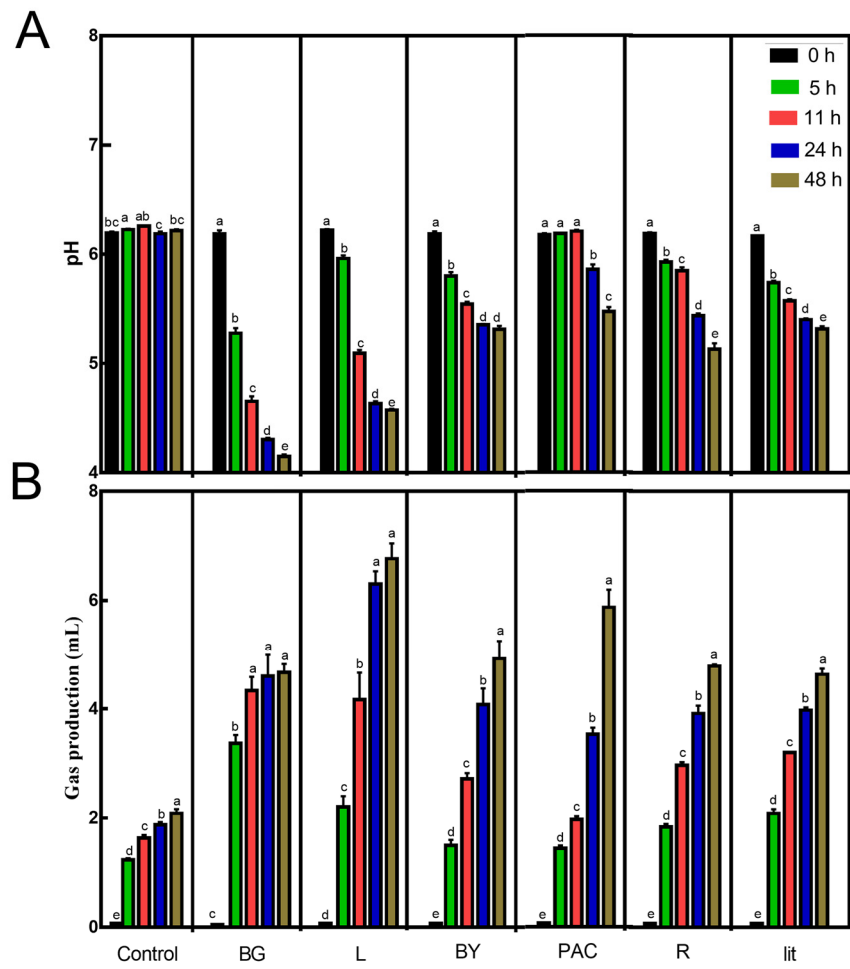 A
8
0 h
5 h
11 h
24 h
48 h
7
6
5
4
pH
bc a ab c bc
a b c d e
a b c d e
a b c d d
a a a b c
a b c d e
a b c d e
B
8
6
4
2
0
Gas production (mL)
e d c b a
c b a a a
d c b a a
e d c b a
e d c b a
e d c b a
e d c b a
Control BG L BY PAC R lit